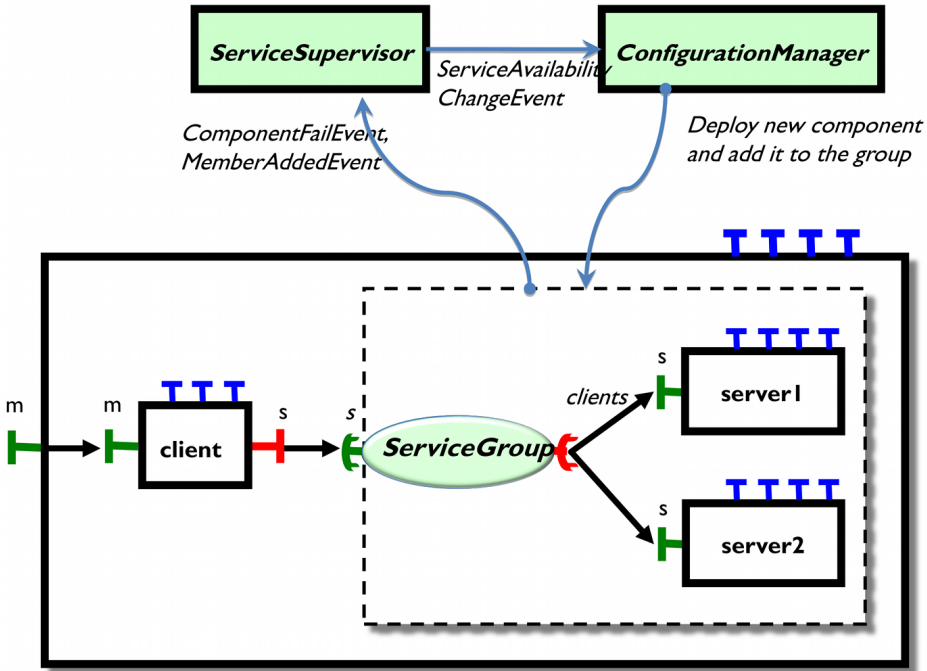 ServiceSupervisor
ConfigurationManager
ServiceAvailability
ChangeEvent
ComponentFailEvent,
MemberAddedEvent
Deploy new component
and add it to the group
m
m
client
s
s
ServiceGroup
clients
s
server1
s
server2